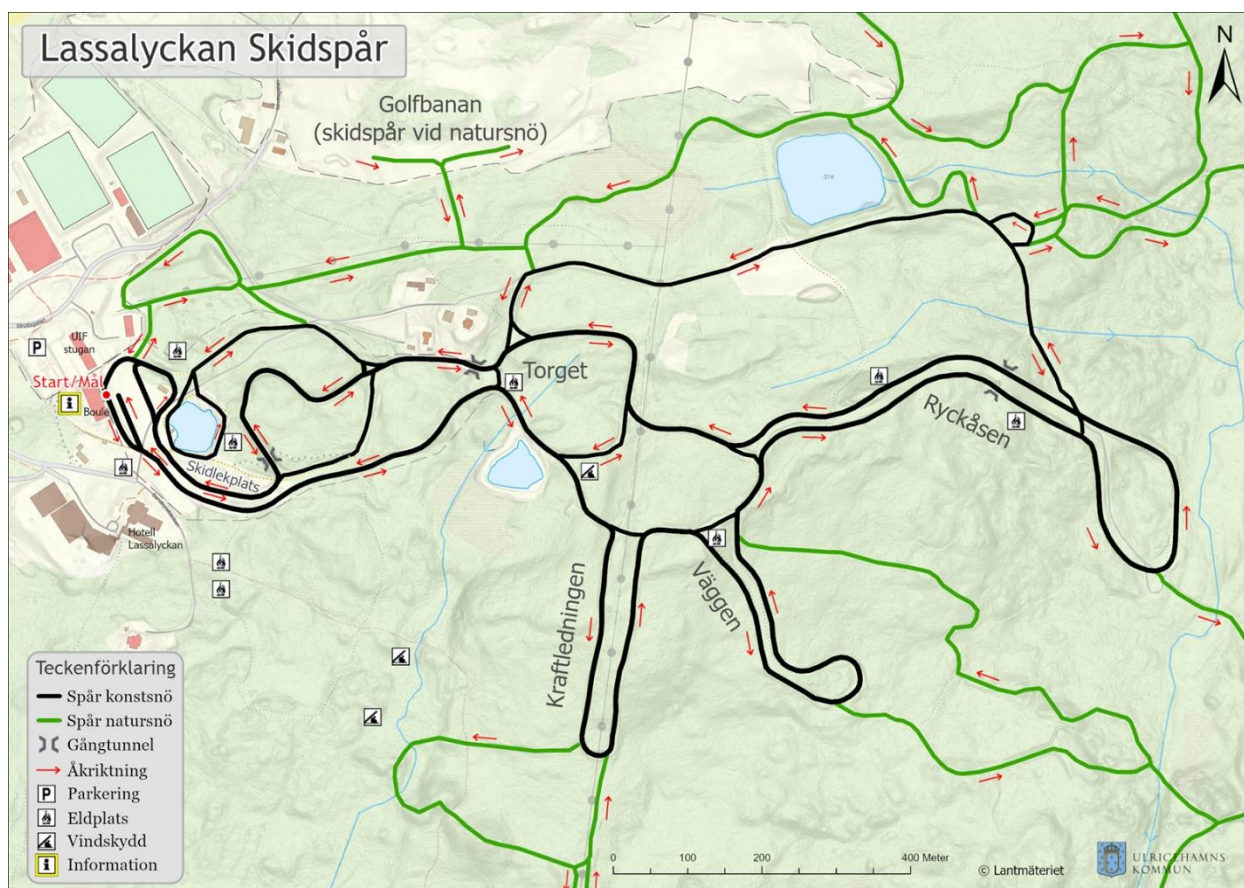 Lassalyckan Skidspår
Golfbanan
(skidspår vid natursnö)
N
314
UIF
stugan
P
Start/Mål
i
Boule
Torget
Skidlekplats
Ryckåsen
Hotell
Lassalyckan
Kraftledningen
Väggen
Teckenförklaring
Spår konstsnö
Spår natursnö
Gångtunnel
Åkriktning
P Parkering
Eldplats
Vindskydd
i Information
0 100 200 400 Meter
© Lantmäteriet
ULRICEHAMNS
KOMMUN